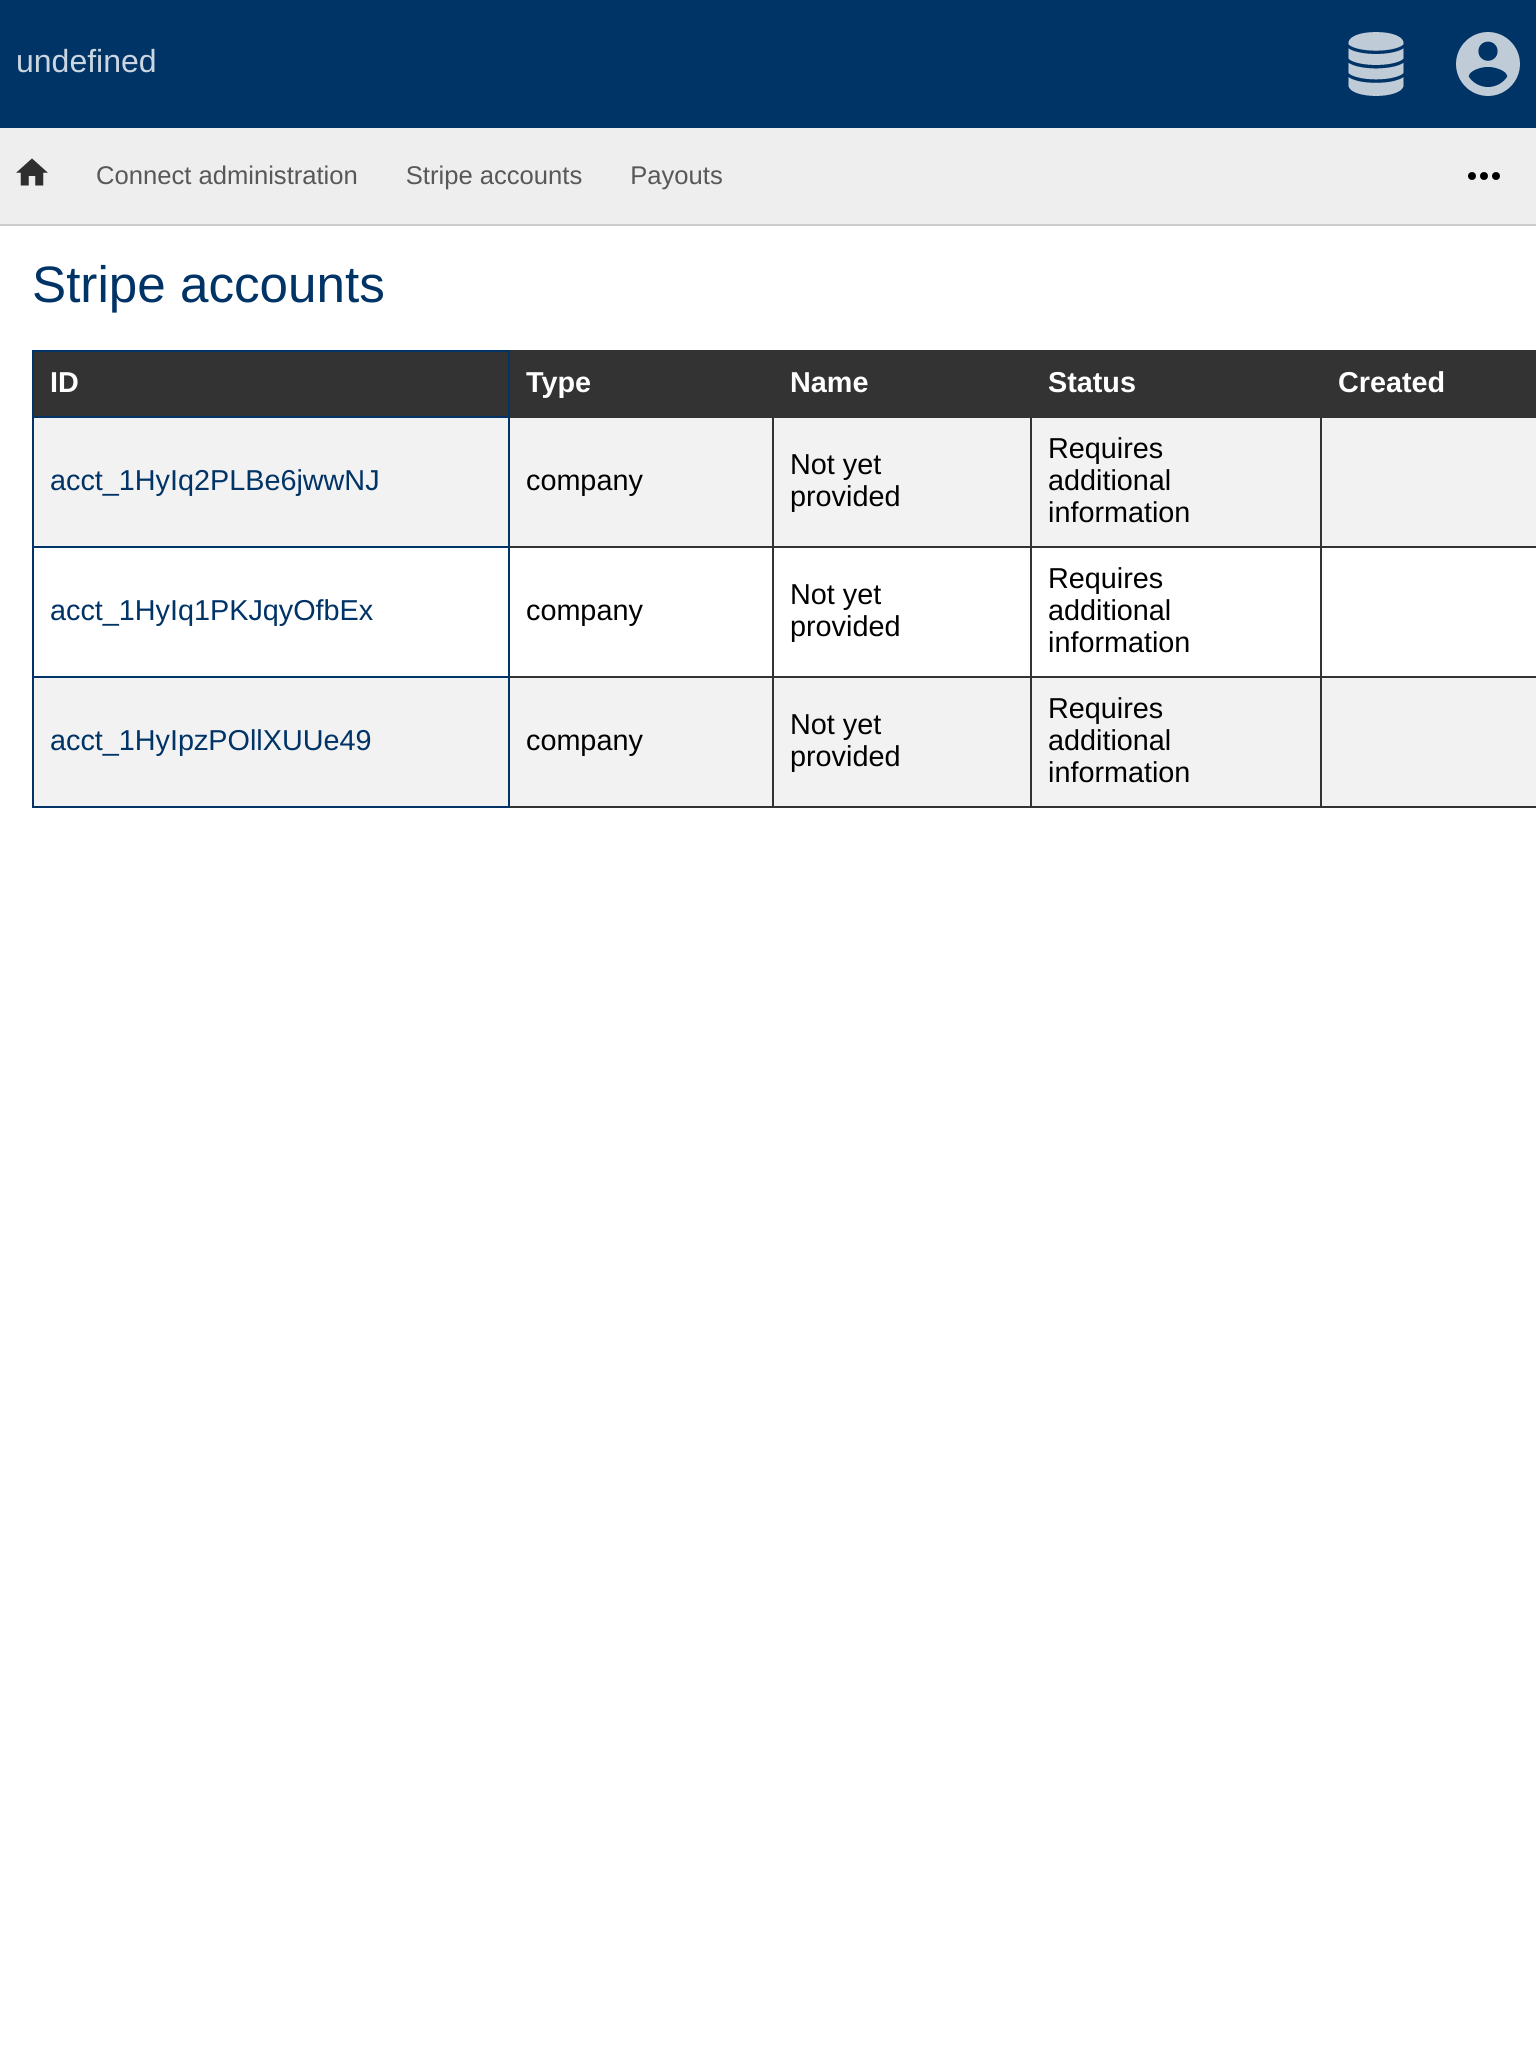 undefined
Connect administration Stripe accounts Payouts
Stripe accounts
ID Type Name Status Created
acct_1HyIq2PLBe6jwwNJ company Not yet provided Requires additional information
acct_1HyIq1PKJqyOfbEx company Not yet provided Requires additional information
acct_1HyIpzPOllXUUe49 company Not yet provided Requires additional information